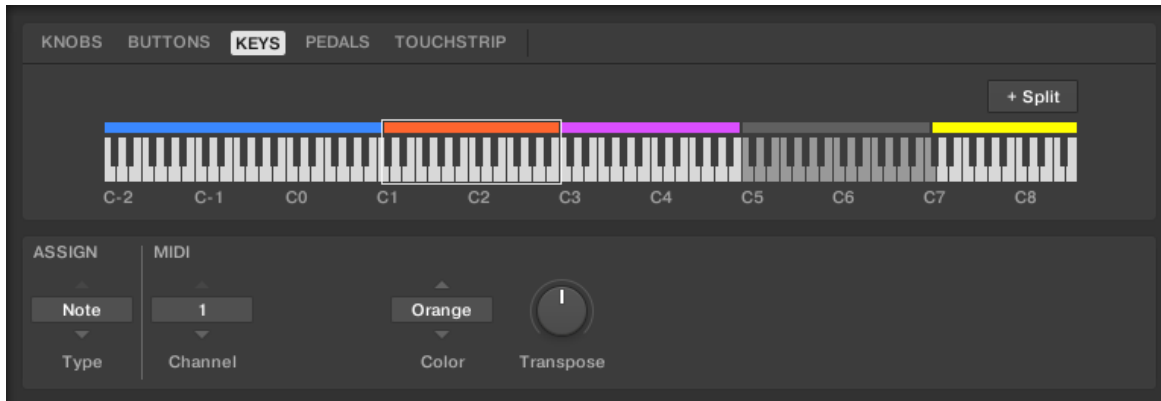 KNOBS BUTTONS KEYS PEDALS TOUCHSTRIP
+ Split
C-2 C-1 C0 C1 C2 C3 C4 C5 C6 C7 C8
ASSIGN MIDI
Note 1 Orange
Type Channel Color Transpose